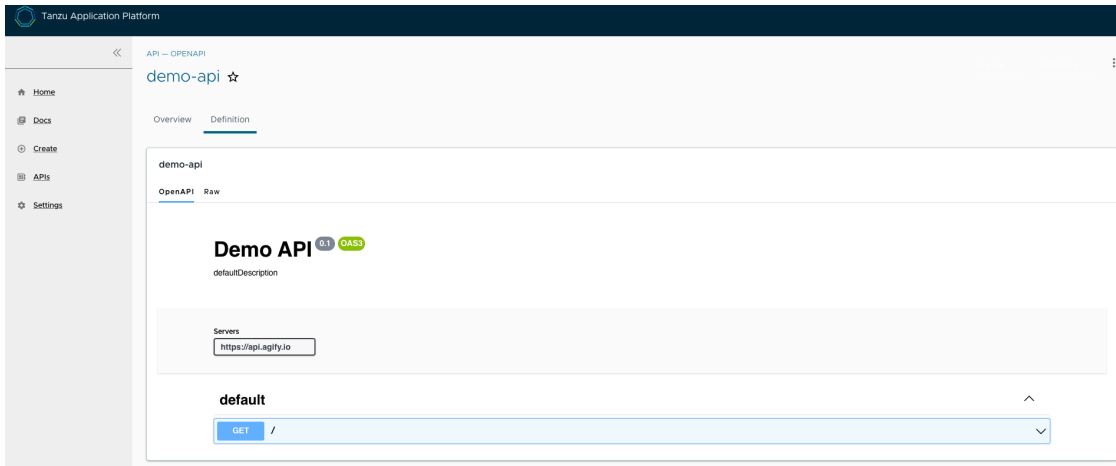 Tanzu Application Platform
Home
Docs
Create
APIs
Settings
API — OPENAPI
demo-api
Overview Definition
demo-api
OpenAPI Raw
Demo API 0.1 OAS3
defaultDescription
Servers
https://api.agify.io
default
GET /